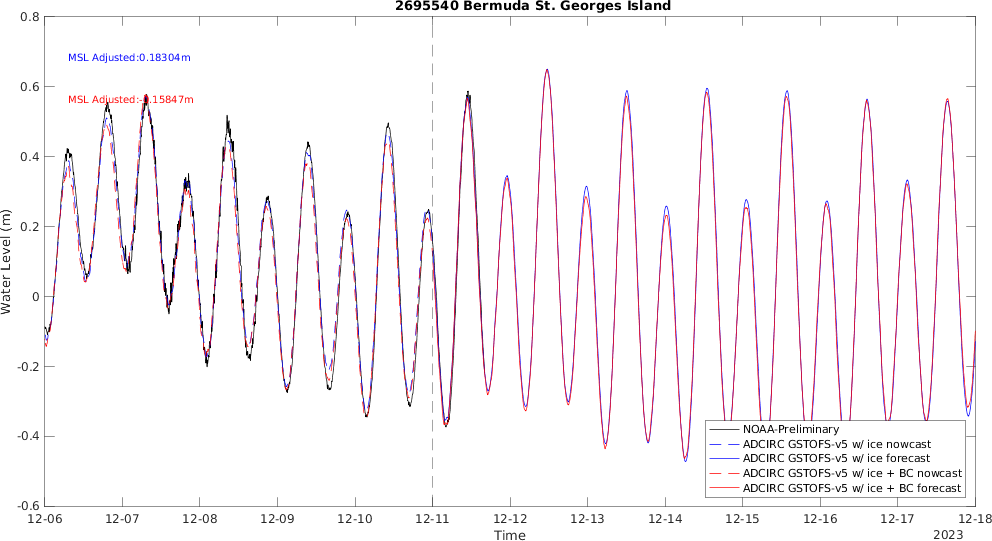 2695540 Bermuda St. Georges Island
0.8
0.6
0.4
0.2
0
-0.2
-0.4
-0.6
Water Level (m)
MSL Adjusted:0.18304m
MSL Adjusted:-0.15847m
NOAA-Preliminary
ADCIRC GSTOFS-v5 w/ ice nowcast
ADCIRC GSTOFS-v5 w/ ice forecast
ADCIRC GSTOFS-v5 w/ ice + BC nowcast
ADCIRC GSTOFS-v5 w/ ice + BC forecast
12-06 12-07 12-08 12-09 12-10 12-11 12-12 12-13 12-14 12-15 12-16 12-17 12-18
Time
2023